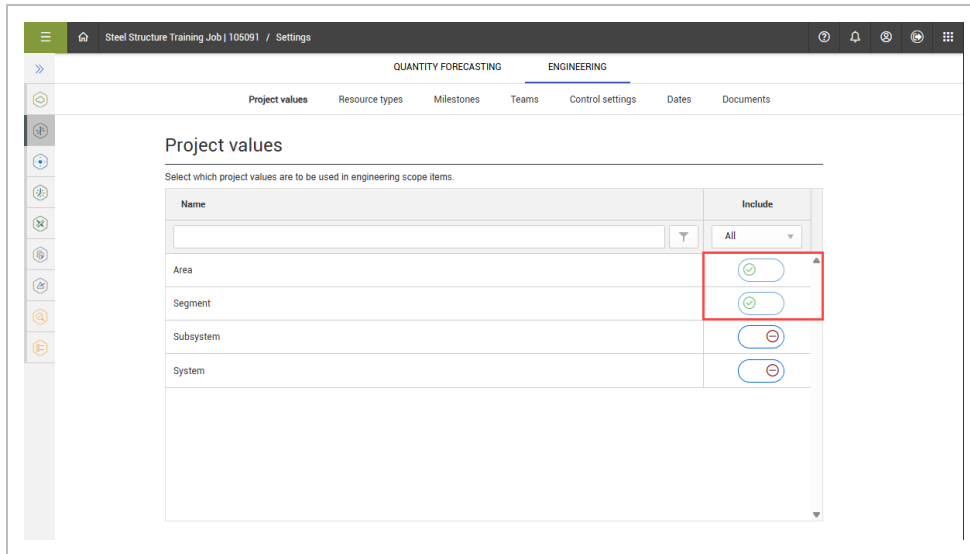 Steel Structure Training Job | 105091 / Settings
QUANTITY FORECASTING ENGINEERING
Project values Resource types Milestones Teams Control settings Dates Documents
Project values
Select which project values are to be used in engineering scope items.
Name Include
All
Area
Segment
Subsystem
System